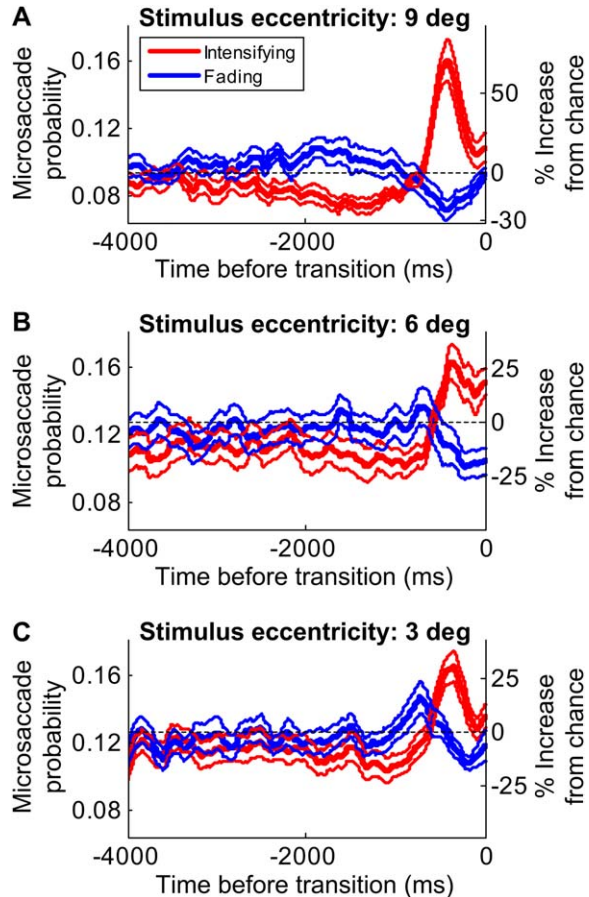 A
Stimulus eccentricity: 9 deg
Intensifying
Fading
Microsaccade
probability
0.16
0.12
0.08
50
0
-30
% Increase
from chance
-4000
-2000
0
Time before transition (ms)
B
Stimulus eccentricity: 6 deg
Microsaccade
probability
0.16
0.12
0.08
25
0
-25
% Increase
from chance
-4000
-2000
0
Time before transition (ms)
C
Stimulus eccentricity: 3 deg
Microsaccade
probability
0.16
0.12
0.08
25
0
-25
% Increase
from chance
-4000
-2000
0
Time before transition (ms)